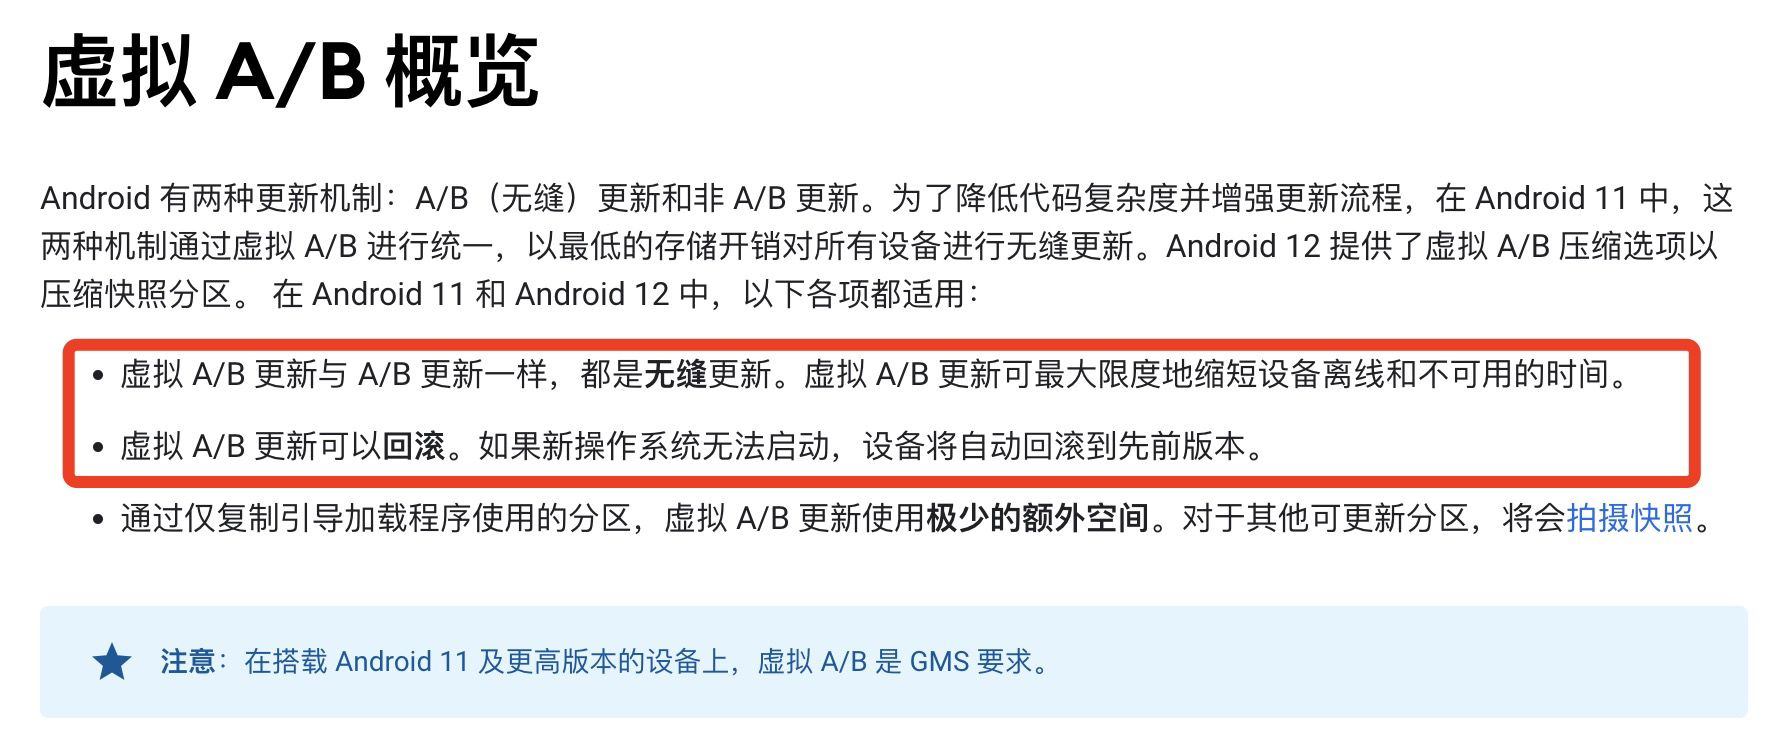 虚拟 A/B 概览
Android 有两种更新机制：A/B（无缝）更新和非 A/B 更新。为了降低代码复杂度并增强更新流程，在 Android 11 中，这
两种机制通过虚拟 A/B 进行统一，以最低的存储开销对所有设备进行无缝更新。Android 12 提供了虚拟 A/B 压缩选项以
压缩快照分区。 在 Android 11 和 Android 12 中，以下各项都适用：
• 虚拟 A/B 更新与 A/B 更新一样，都是无缝更新。虚拟 A/B 更新可最大限度地缩短设备离线和不可用的时间。
• 虚拟 A/B 更新可以回滚。如果新操作系统无法启动，设备将自动回滚到先前版本。
• 通过仅复制引导加载程序使用的分区，虚拟 A/B 更新使用极少的额外空间。对于其他可更新分区，将会拍摄快照。
注意：在搭载 Android 11 及更高版本的设备上，虚拟 A/B 是 GMS 要求。